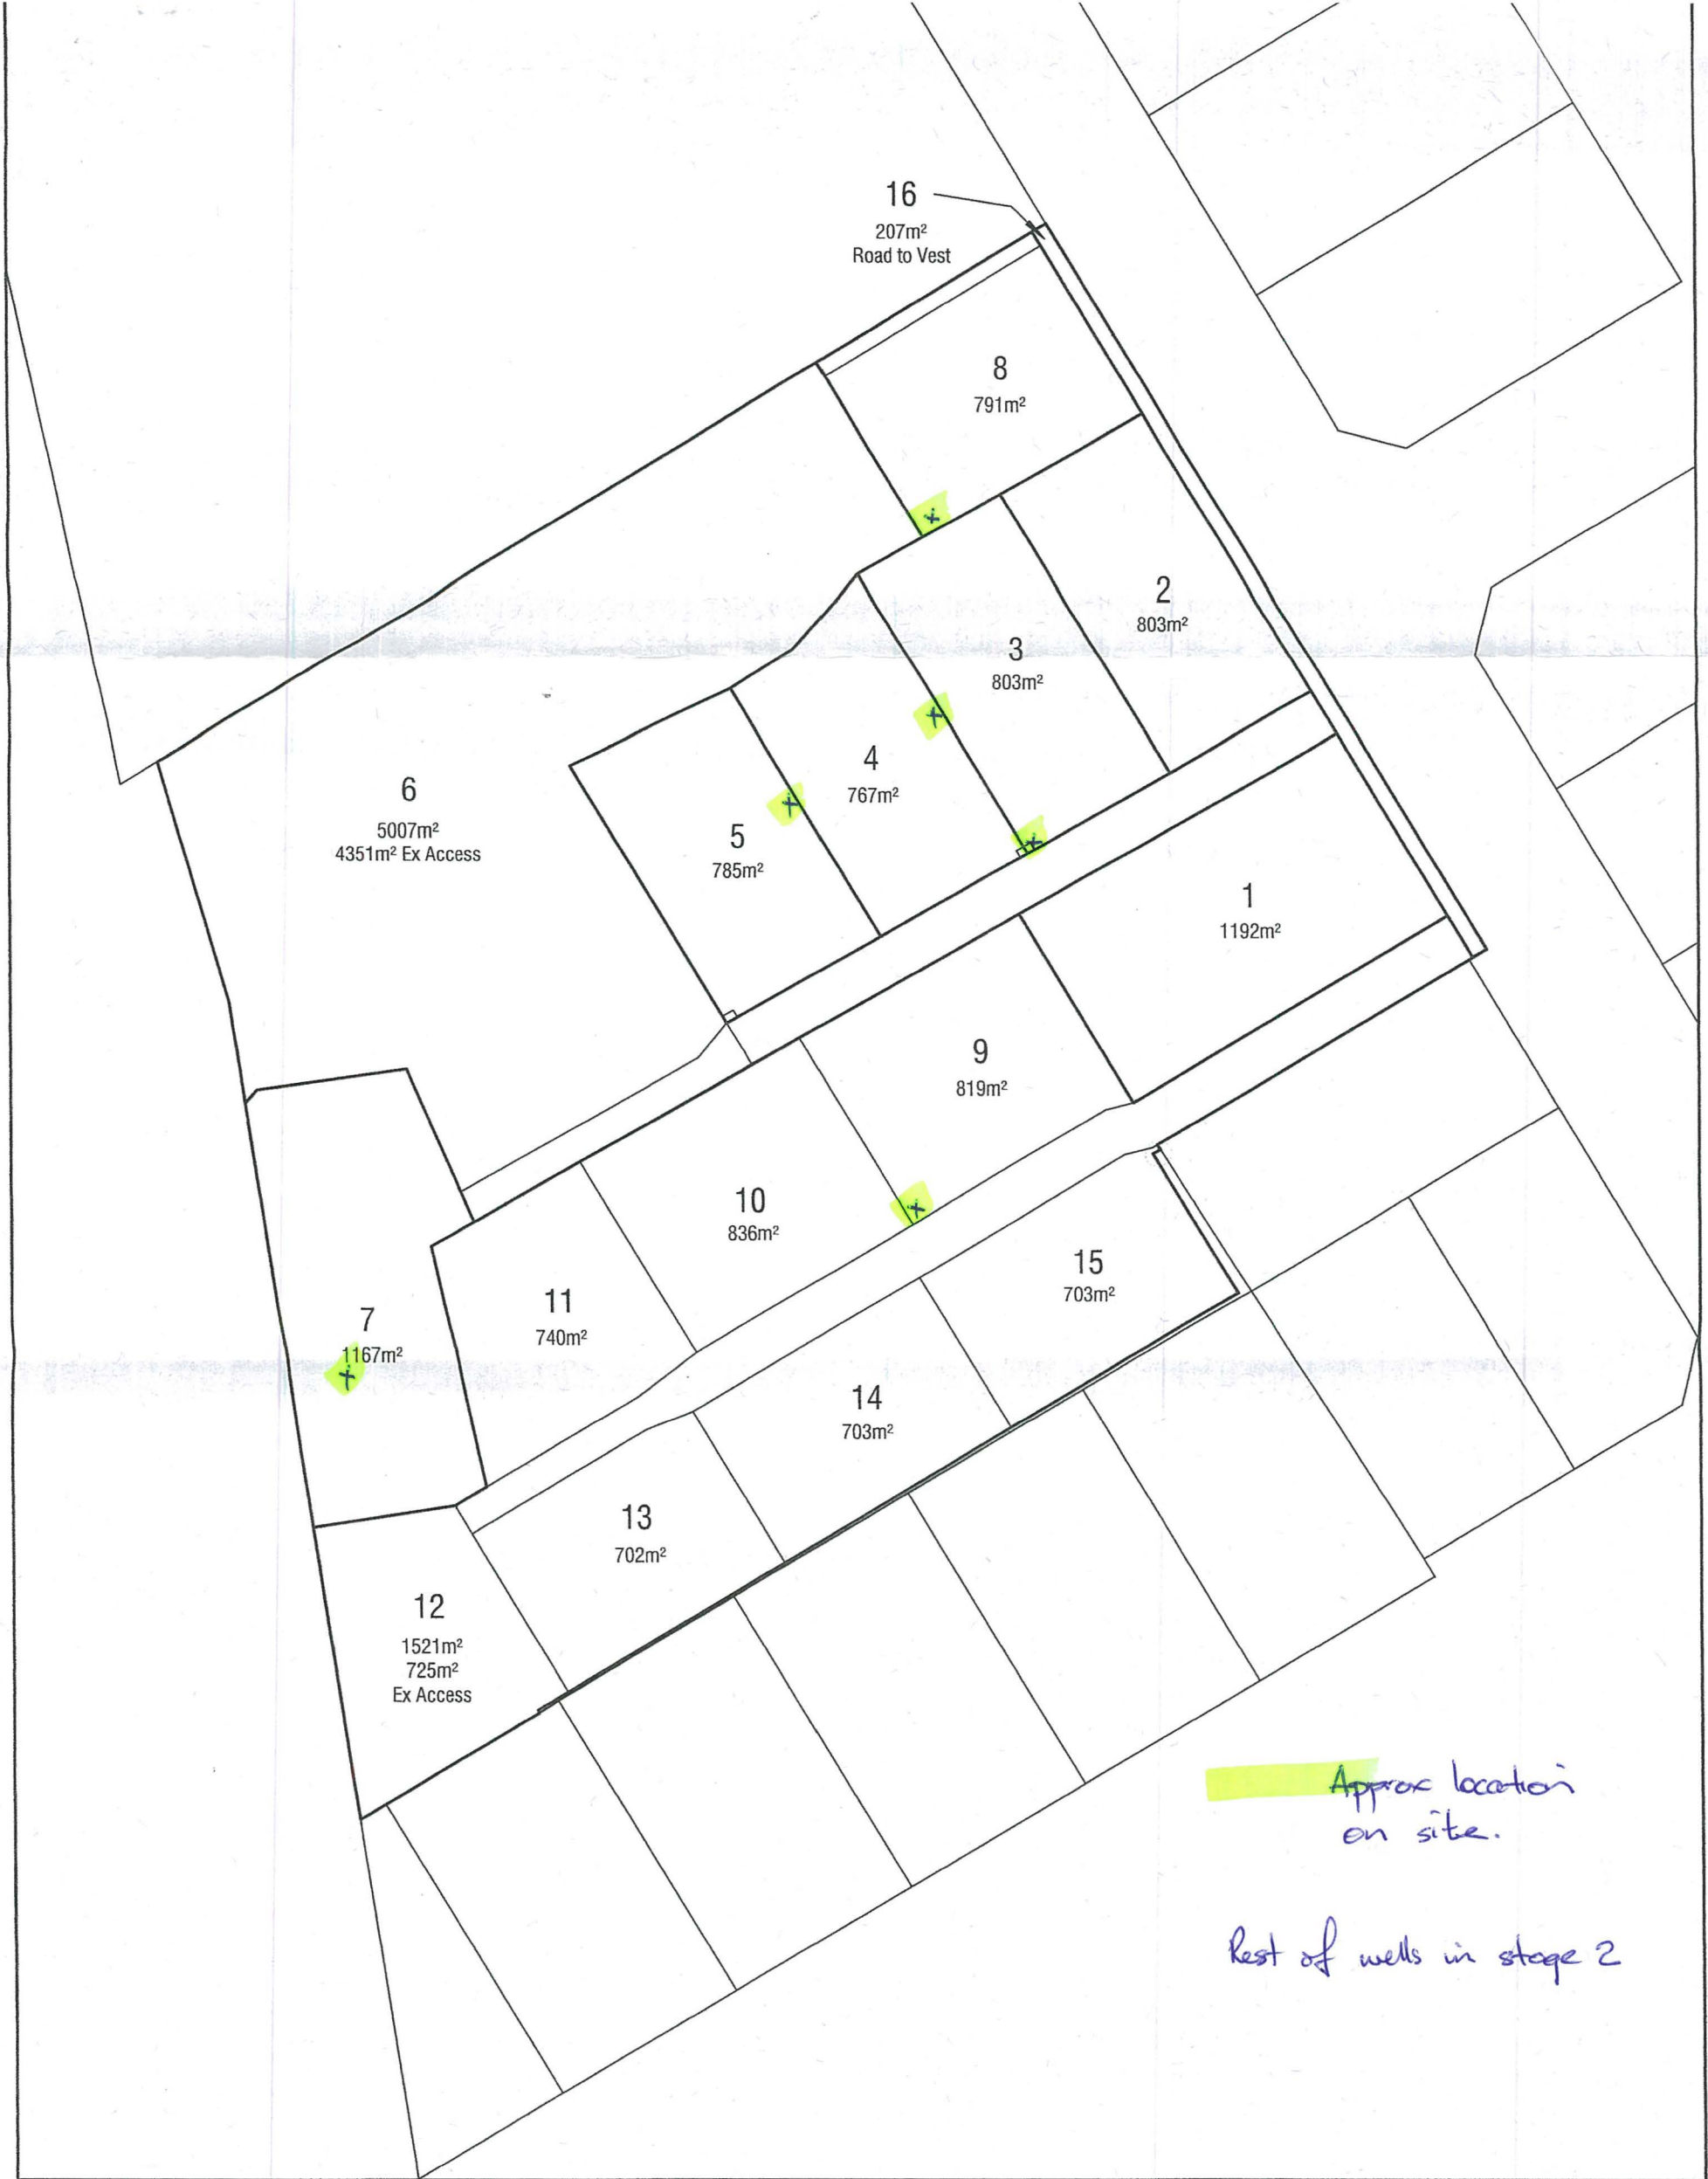 16
207m²
Road to Vest
8
791m²
2
803m²
3
803m²
4
767m²
6
5007m²
4351m² Ex Access
5
785m²
1
1192m²
9
819m²
10
836m²
15
703m²
11
740m²
7
1167m²
14
703m²
13
702m²
12
1521m²
725m²
Ex Access
Approx location
on site.
Rest of wells in stage 2